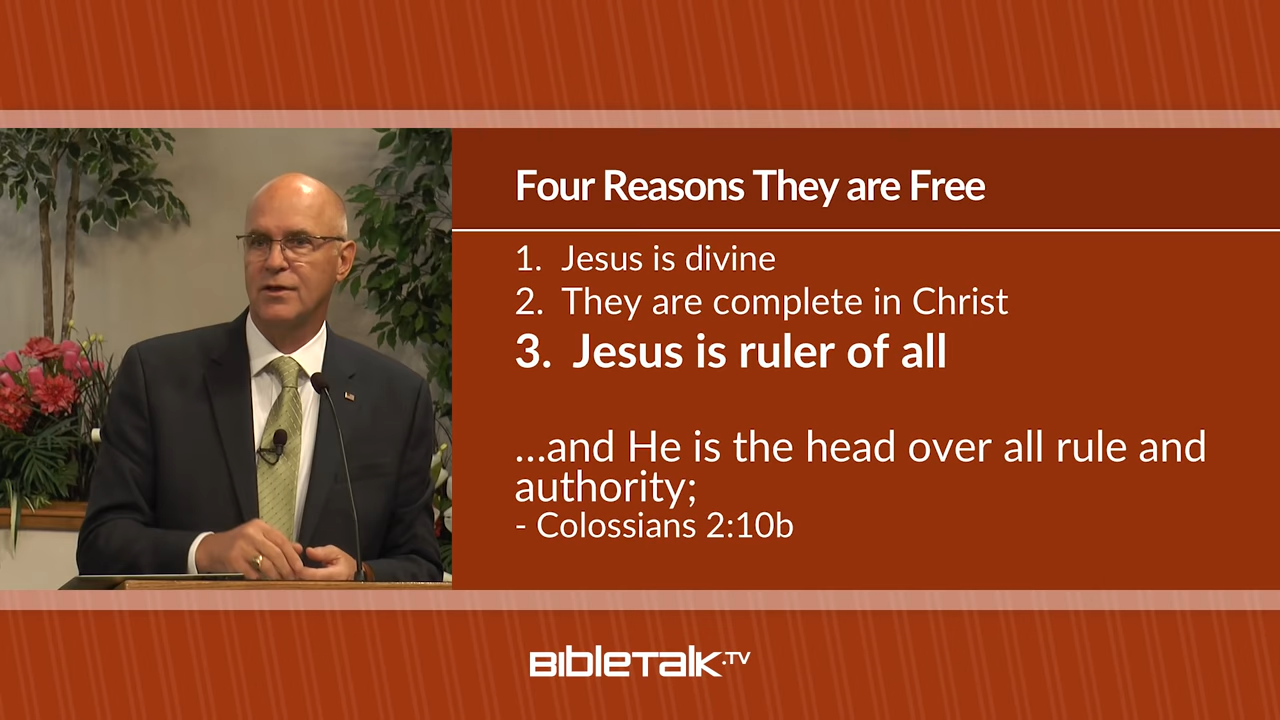 Four Reasons They are Free
1. Jesus is divine
2. They are complete in Christ
3. Jesus is ruler of all
...and He is the head over all rule and
authority;
- Colossians 2:10b
BIBLETALK.TV